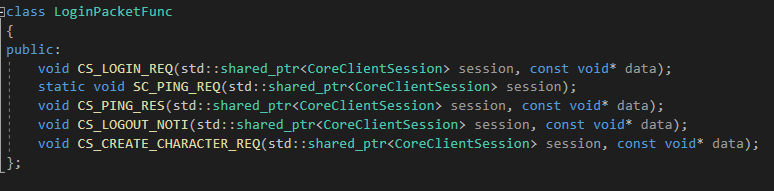 class LoginPacketFunc
{
public:
void CS_LOGIN_REQ(std::shared_ptr<CoreClientSession> session, const void* data);
static void SC_PING_REQ(std::shared_ptr<CoreClientSession> session);
void CS_PING_RES(std::shared_ptr<CoreClientSession> session, const void* data);
void CS_LOGOUT_NOTI(std::shared_ptr<CoreClientSession> session, const void* data);
void CS_CREATE_CHARACTER_REQ(std::shared_ptr<CoreClientSession> session, const void* data);
};